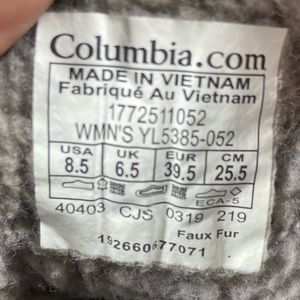 Columbia.com
MADE IN VIETNAM
Fabriqué Au Vietnam
1772511052
WMN'S YL5385-052
USA UK EUR CM
8.5 6.5 39.5 25.5
ECA-5
40403 CJS 0319 219
Faux Fur
192660677071